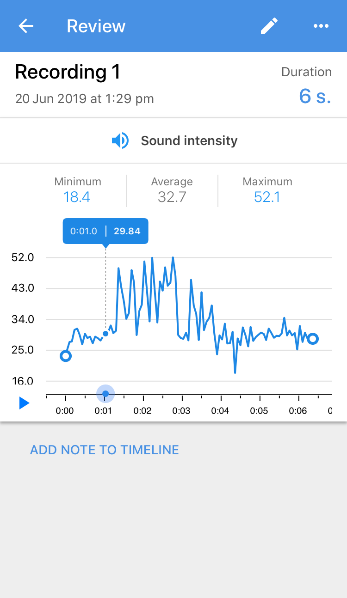 Review
Recording 1
Duration
20 Jun 2019 at 1:29 pm
6 s.
Sound intensity
Minimum Average Maximum
18.4 32.7 52.1
0:01.0 | 29.84
52.0
43.0
34.0
25.0
16.0
0:00 0:01 0:02 0:03 0:04 0:05 0:06 0
ADD NOTE TO TIMELINE